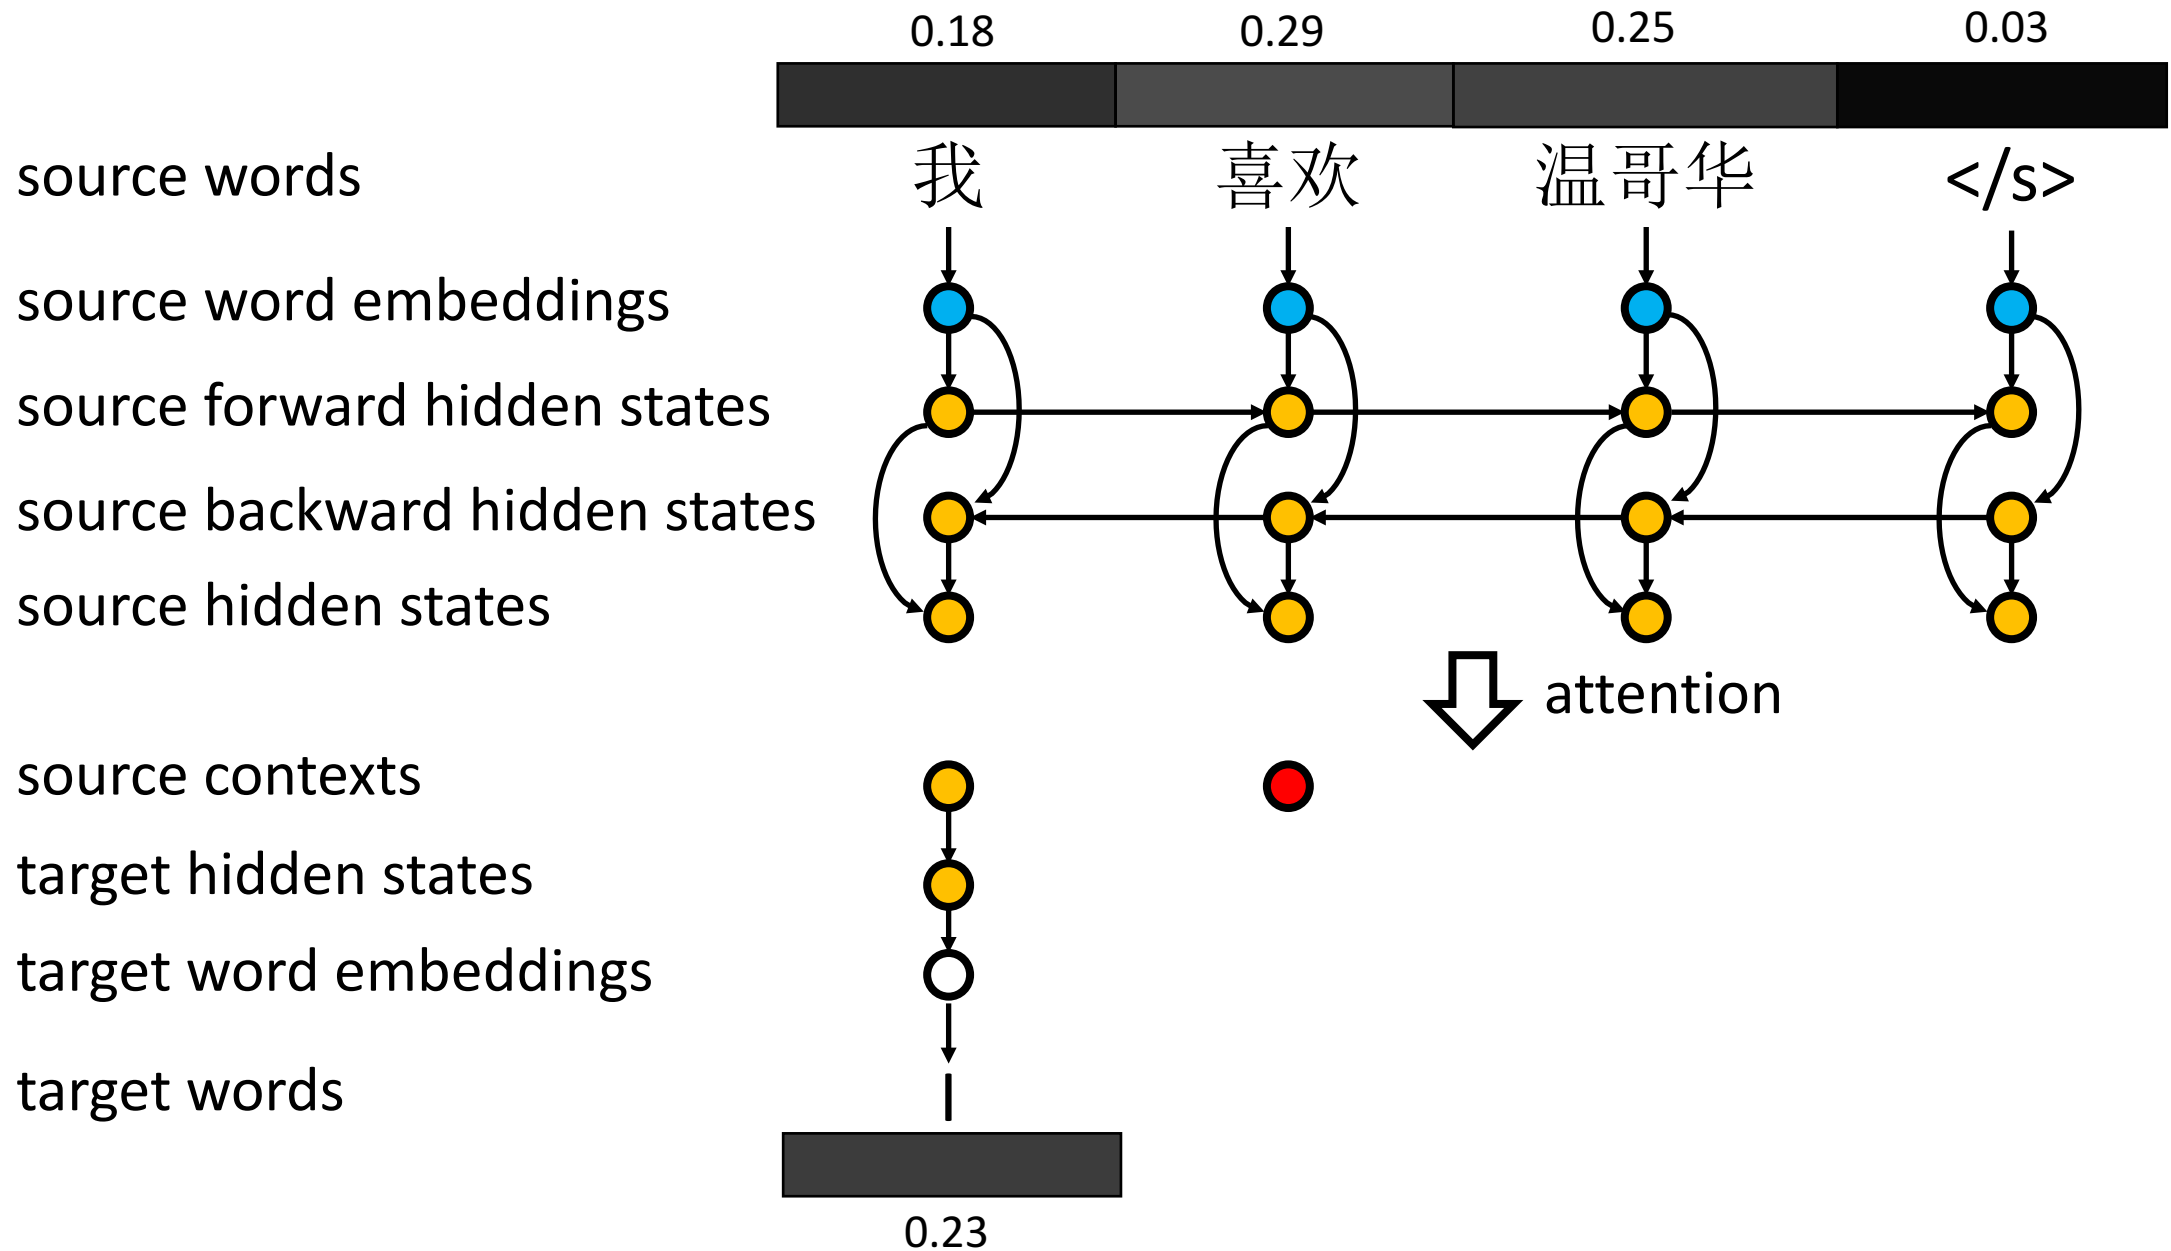 0.18 0.29 0.25 0.03
source words 我 喜欢 温哥华 </s>
source word embeddings
source forward hidden states
source backward hidden states
source hidden states
attention
source contexts
target hidden states
target word embeddings
target words I
0.23